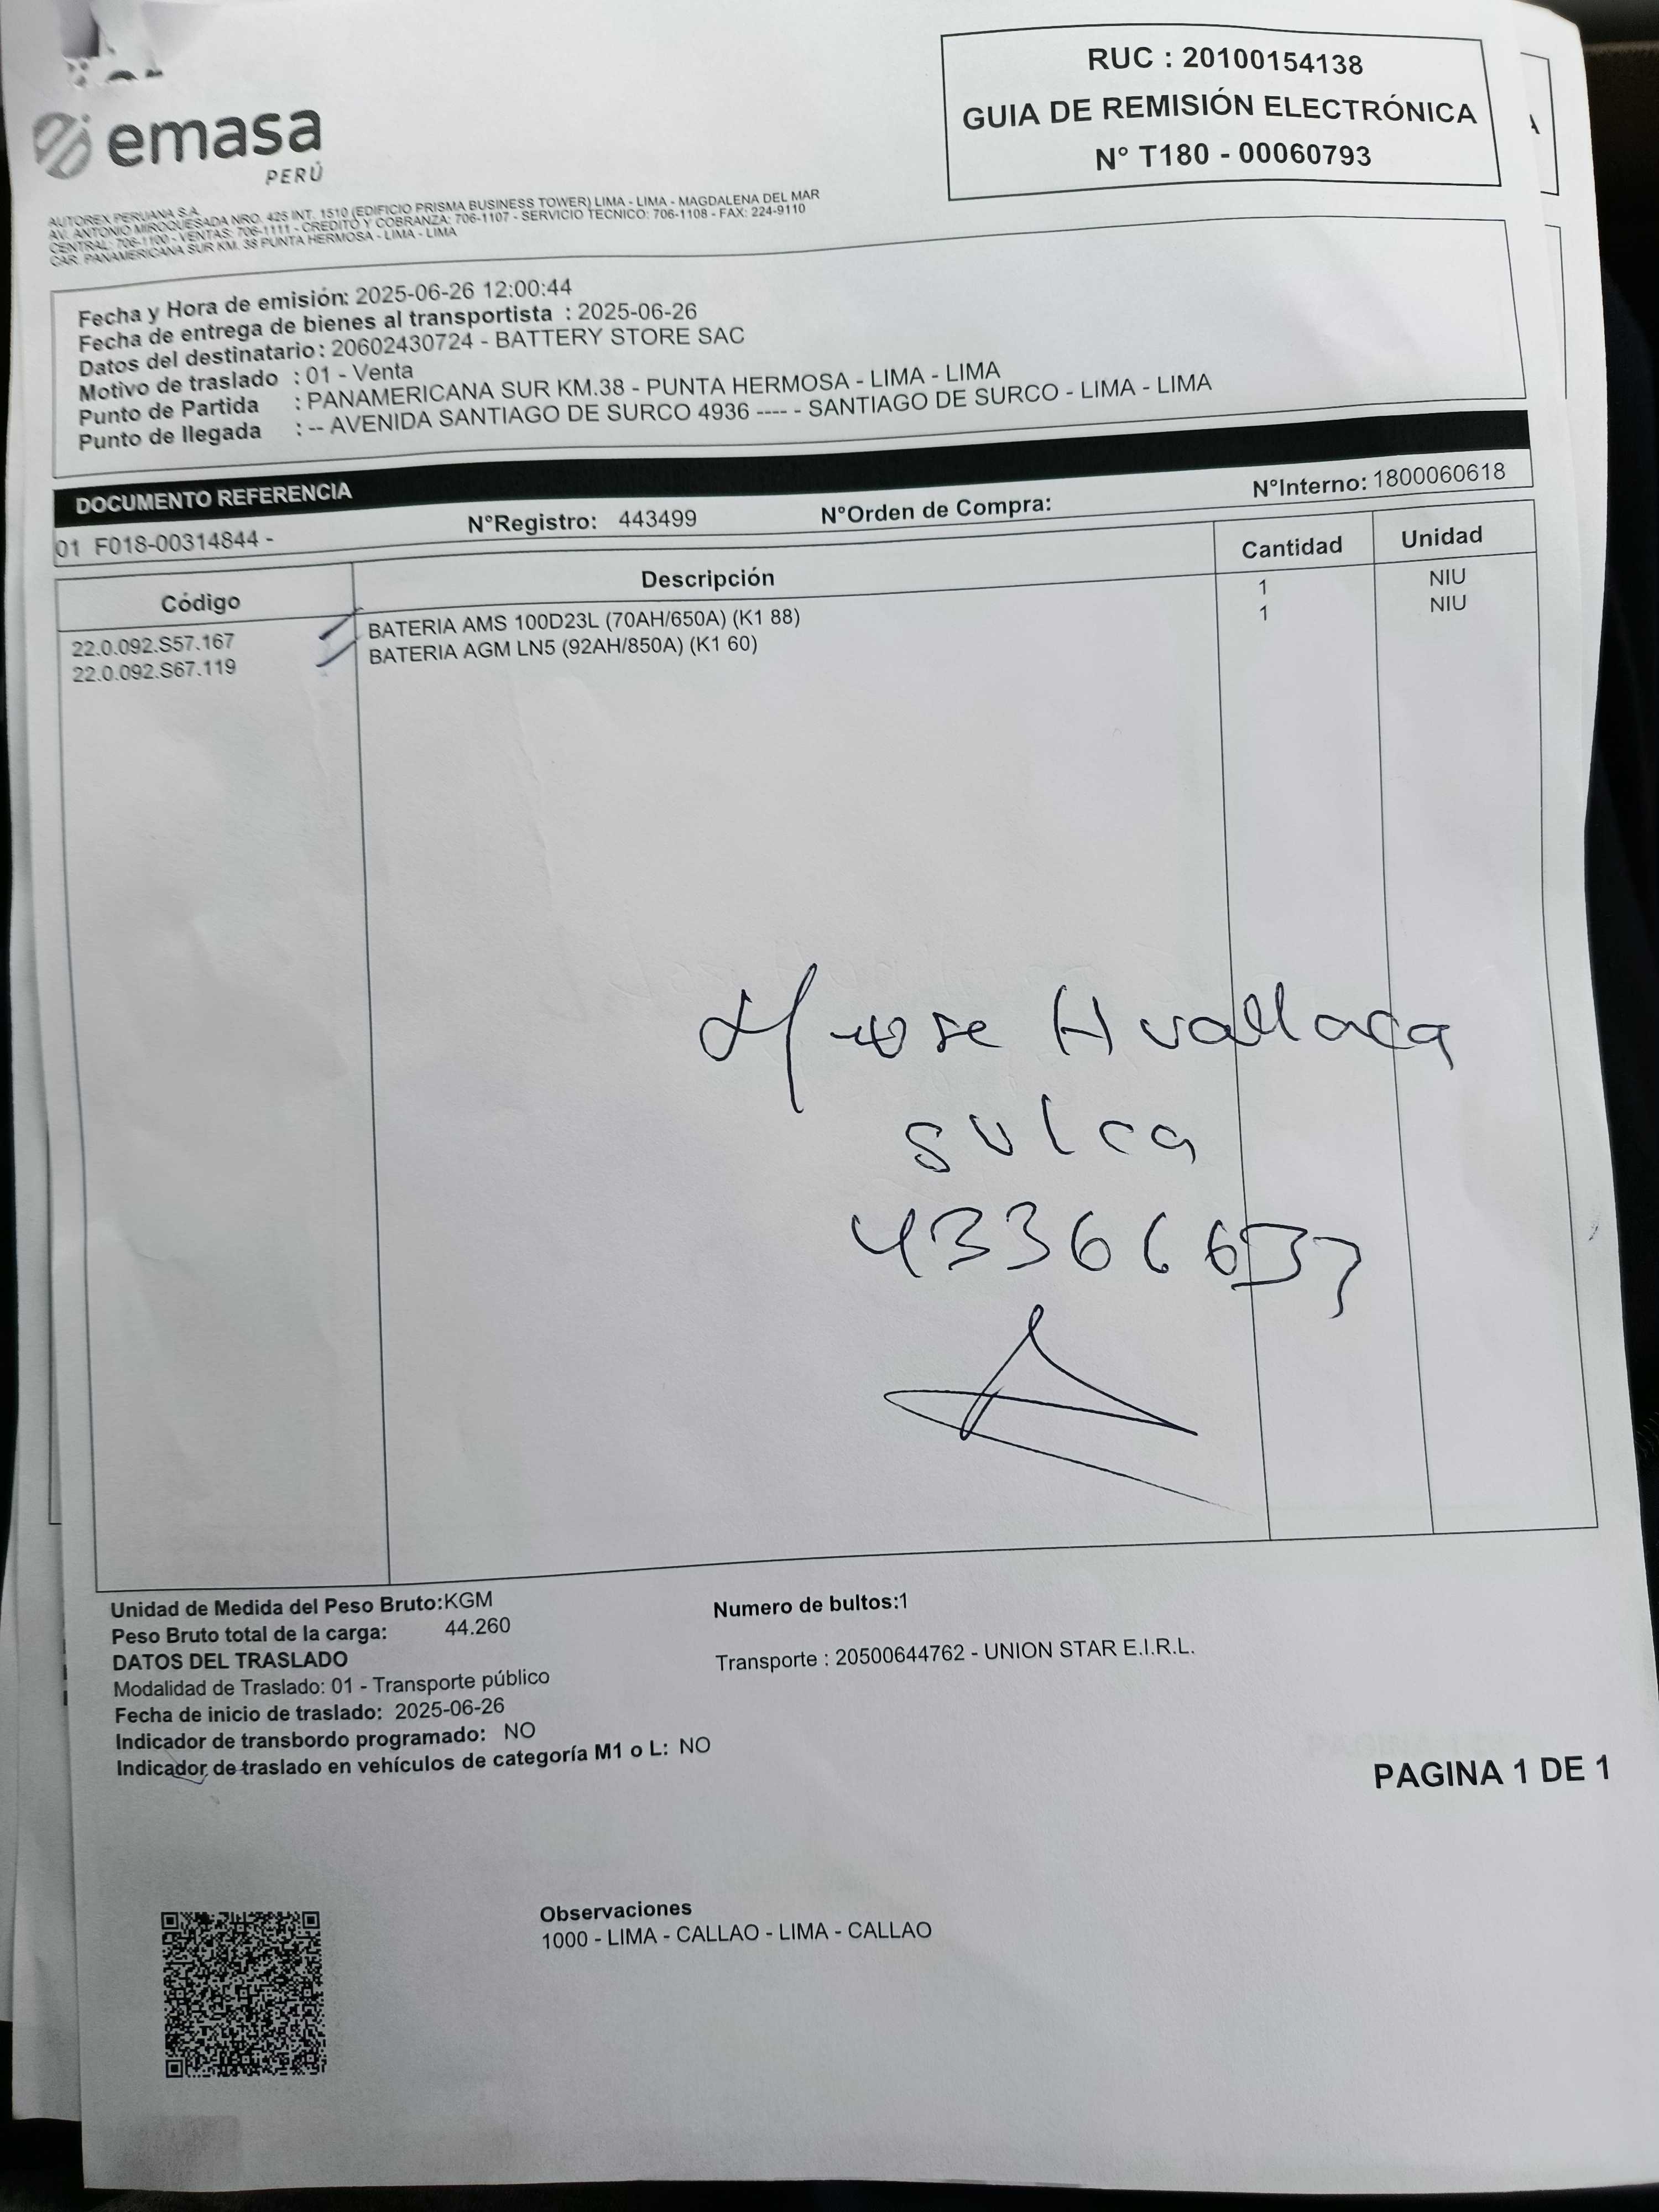 emasa
PERÚ
RUC : 20100154138
GUIA DE REMISIÓN ELECTRÓNICA
N° T180 - 00060793
AUTOREX PERUANA S.A.
AV. ANTONIO MIROQUESADA NRO. 425 INT. 1510 (EDIFICIO PRISMA BUSINESS TOWER) LIMA - LIMA - MAGDALENA DEL MAR
CENTRAL: 706-1100 - VENTAS: 706-1111 - CREDITO Y COBRANZA: 706-1107 - SERVICIO TECNICO: 706-1108 - FAX: 224-9110
CAR. PANAMERICANA SUR KM. 38 PUNTA HERMOSA - LIMA - LIMA
Fecha y Hora de emisión: 2025-06-26 12:00:44
Fecha de entrega de bienes al transportista : 2025-06-26
Datos del destinatario : 20602430724 - BATTERY STORE SAC
Motivo de traslado : 01 - Venta
Punto de Partida : PANAMERICANA SUR KM.38 - PUNTA HERMOSA - LIMA - LIMA
Punto de llegada : -- AVENIDA SANTIAGO DE SURCO 4936 ---- - SANTIAGO DE SURCO - LIMA - LIMA
DOCUMENTO REFERENCIA
01 F018-00314844 - N°Registro: 443499 N°Orden de Compra: N°Interno: 1800060618
Código Descripción Cantidad Unidad
22.0.092.S57.167 BATERIA AMS 100D23L (70AH/650A) (K1 88) 1 NIU
22.0.092.S67.119 BATERIA AGM LN5 (92AH/850A) (K1 60) 1 NIU
Huallaca
sulca
43366637
Unidad de Medida del Peso Bruto:KGM Numero de bultos:1
Peso Bruto total de la carga: 44.260
DATOS DEL TRASLADO Transporte : 20500644762 - UNION STAR E.I.R.L.
Modalidad de Traslado: 01 - Transporte público
Fecha de inicio de traslado: 2025-06-26
Indicador de transbordo programado: NO
Indicador de traslado en vehículos de categoría M1 o L: NO
PAGINA 1 DE 1
Observaciones
1000 - LIMA - CALLAO - LIMA - CALLAO